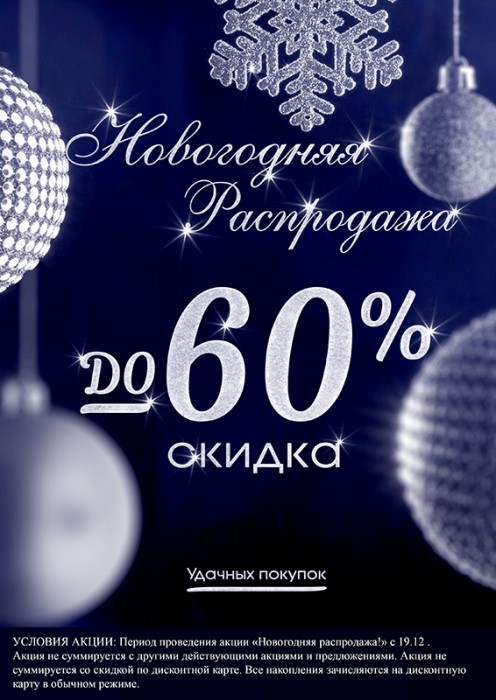 Новогодняя
Распродажа
до 60%
скидка
Удачных покупок
УСЛОВИЯ АКЦИИ: Период проведения акции «Новогодняя распродажа!» с 19.12 .
Акция не суммируется с другими действующими акциями и предложениями. Акция не
суммируется со скидкой по дисконтной карте. Все накопления зачисляются на дисконтную
карту в обычном режиме.